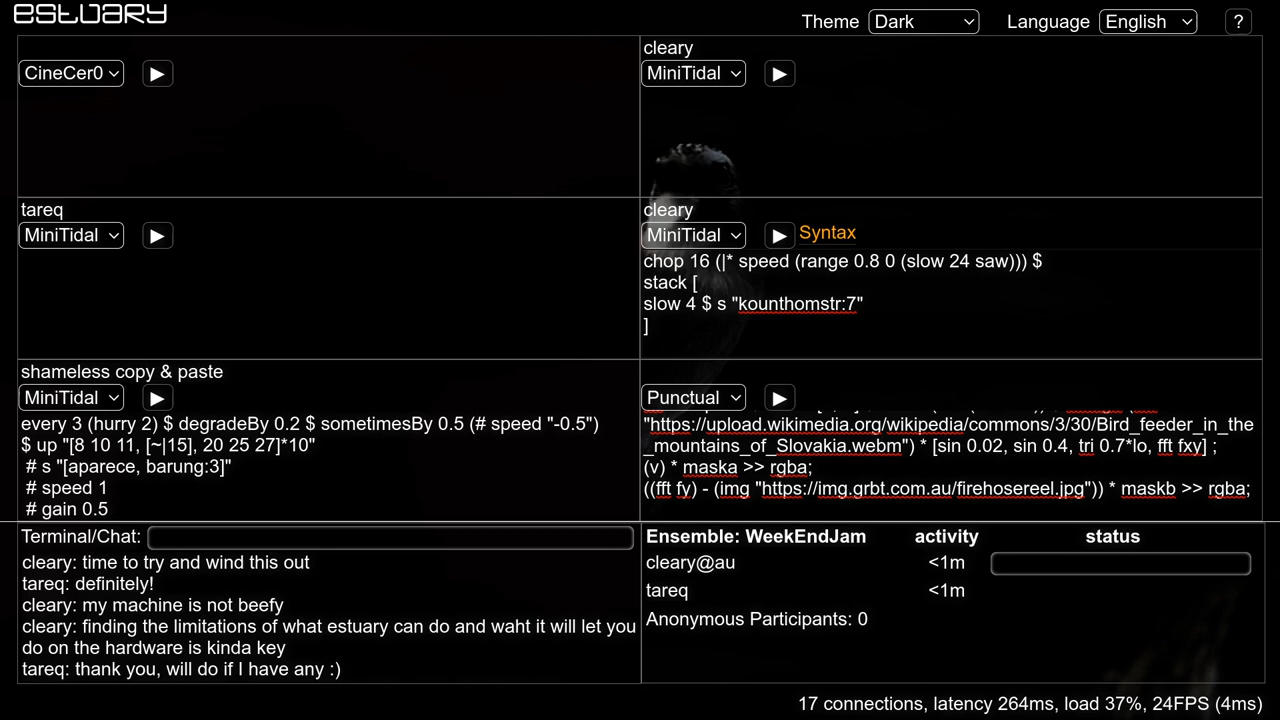 estuary
Theme Dark Language English ?
CineCer0 ▶
cleary
MiniTidal ▶
tareq
MiniTidal ▶
cleary
MiniTidal ▶ Syntax
chop 16 (|* speed (range 0.8 0 (slow 24 saw))) $
stack [
slow 4 $ s "kounthomstr:7"
]
shameless copy & paste
MiniTidal ▶
every 3 (hurry 2) $ degradeBy 0.2 $ sometimesBy 0.5 (# speed "-0.5")
$ up "[8 10 11, [~|15], 20 25 27]*10"
# s "[aparece, barung:3]"
# speed 1
# gain 0.5
Punctual ▶
"https://upload.wikimedia.org/wikipedia/commons/3/30/Bird_feeder_in_the
_mountains_of_Slovakia.webm") * [sin 0.02, sin 0.4, tri 0.7*lo, fft fxy] ;
(v) * maska >> rgba;
((fft fy) - (img "https://img.grbt.com.au/firehosereel.jpg")) * maskb >> rgba;
Terminal/Chat:
cleary: time to try and wind this out
tareq: definitely!
cleary: my machine is not beefy
cleary: finding the limitations of what estuary can do and waht it will let you
do on the hardware is kinda key
tareq: thank you, will do if I have any :)
Ensemble: WeekEndJam activity status
cleary@au <1m
tareq <1m
Anonymous Participants: 0
17 connections, latency 264ms, load 37%, 24FPS (4ms)